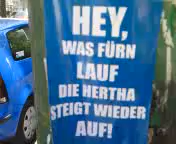 HEY,
WAS FÜRN
LAUF
DIE HERTHA
STEIGT WIEDER
AUF!